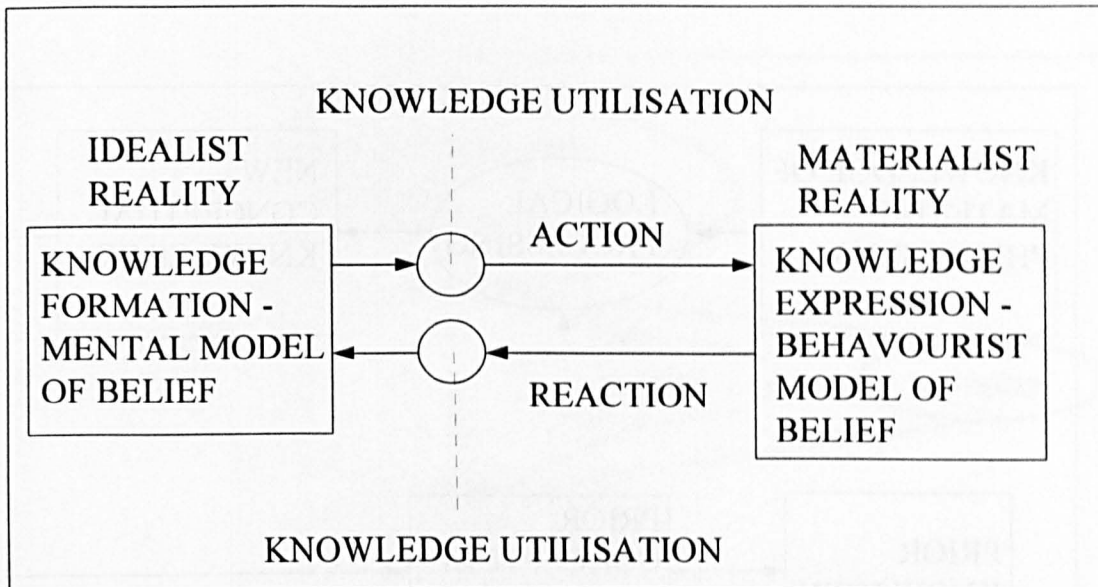 KNOWLEDGE UTILISATION
IDEALIST
REALITY
MATERIALIST
REALITY
KNOWLEDGE
FORMATION -
MENTAL MODEL
OF BELIEF
ACTION
REACTION
KNOWLEDGE
EXPRESSION -
BEHAVOURIST
MODEL OF
BELIEF
KNOWLEDGE UTILISATION